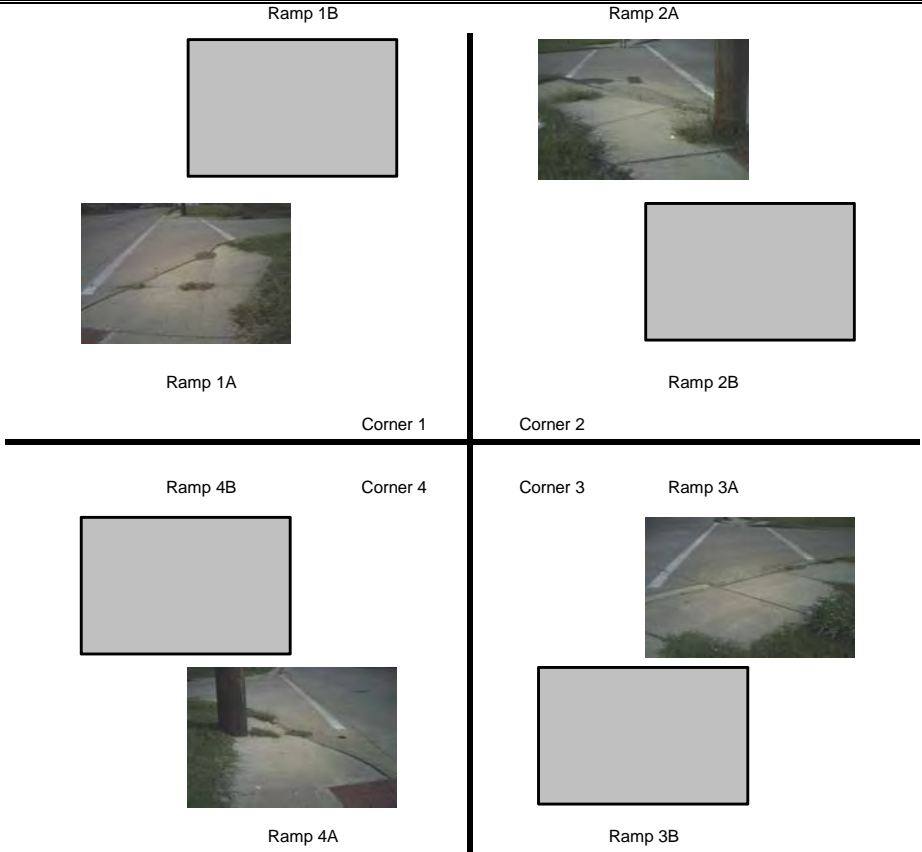 Ramp 1B Ramp 2A
Ramp 1A Ramp 2B
Corner 1 Corner 2
Ramp 4B Corner 4 Corner 3 Ramp 3A
Ramp 4A Ramp 3B